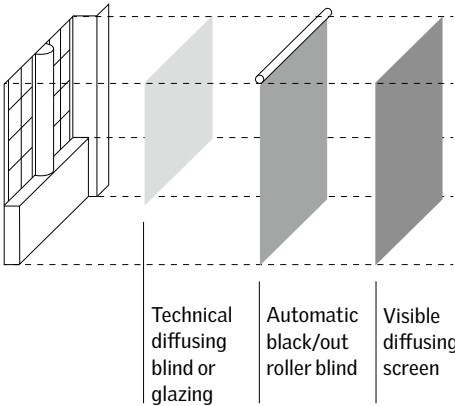 Technical
diffusing
blind or
glazing
Automatic
black/out
roller blind
Visible
diffusing
screen